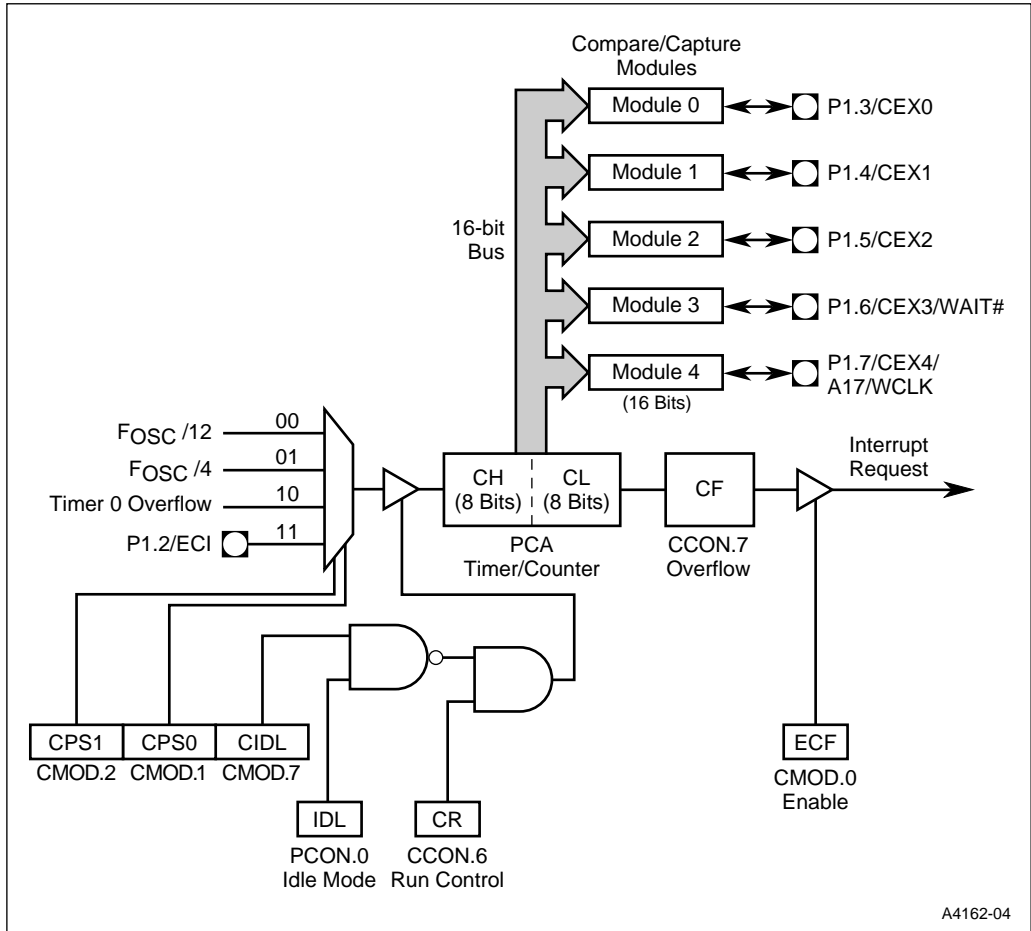 Compare/Capture
Modules
Module 0
P1.3/CEX0
Module 1
P1.4/CEX1
16-bit
Bus
Module 2
P1.5/CEX2
Module 3
P1.6/CEX3/WAIT#
Module 4
(16 Bits)
P1.7/CEX4/
A17/WCLK
FOSC /12
00
FOSC /4
01
Timer 0 Overflow
10
P1.2/ECI
11
CH
(8 Bits)
CL
(8 Bits)
PCA
Timer/Counter
CF
CCON.7
Overflow
Interrupt
Request
CPS1
CPS0
CIDL
CMOD.2
CMOD.1
CMOD.7
ECF
CMOD.0
Enable
IDL
PCON.0
Idle Mode
CR
CCON.6
Run Control
A4162-04